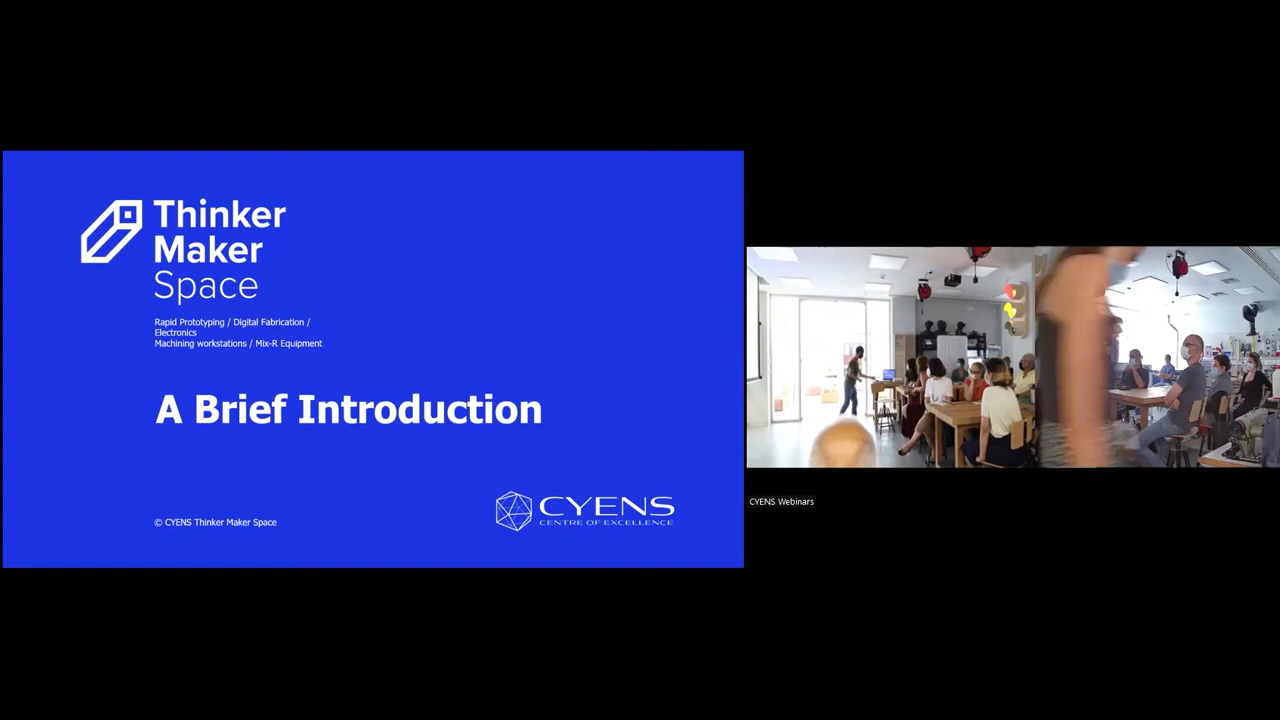 Thinker
Maker
Space
Rapid Prototyping / Digital Fabrication /
Electronics
Machining workstations / Mix-R Equipment
A Brief Introduction
© CYENS Thinker Maker Space
CYENS
CENTRE OF EXCELLENCE
CYENS Webinars